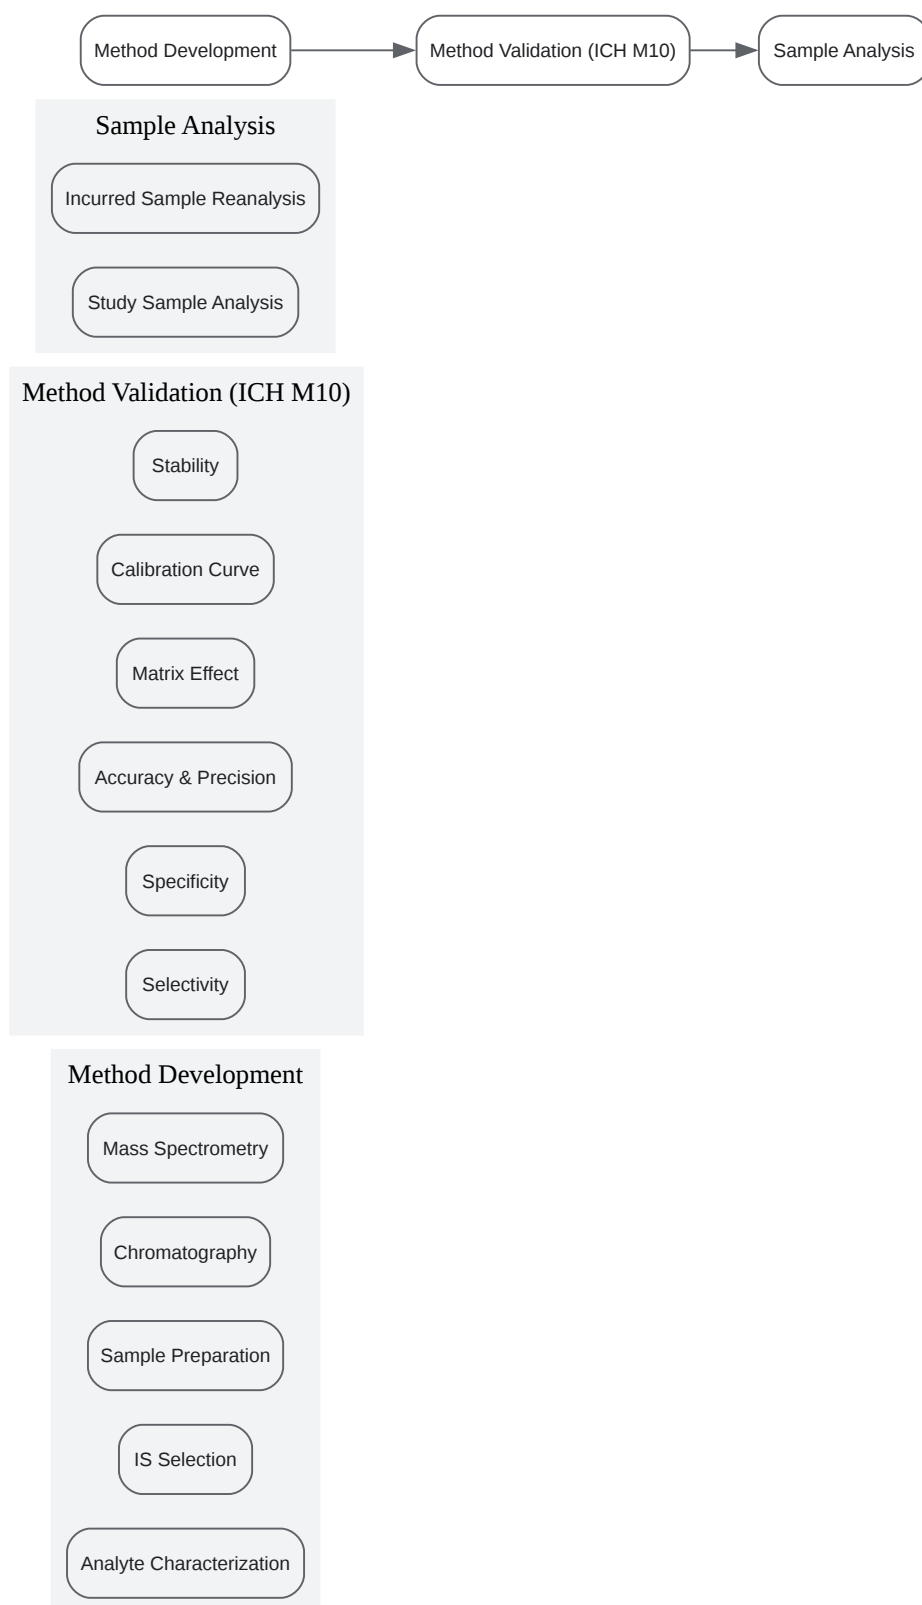 Method Development
Method Validation (ICH M10)
Sample Analysis
Sample Analysis
Incurred Sample Reanalysis
Study Sample Analysis
Method Validation (ICH M10)
Stability
Calibration Curve
Matrix Effect
Accuracy & Precision
Specificity
Selectivity
Method Development
Mass Spectrometry
Chromatography
Sample Preparation
IS Selection
Analyte Characterization